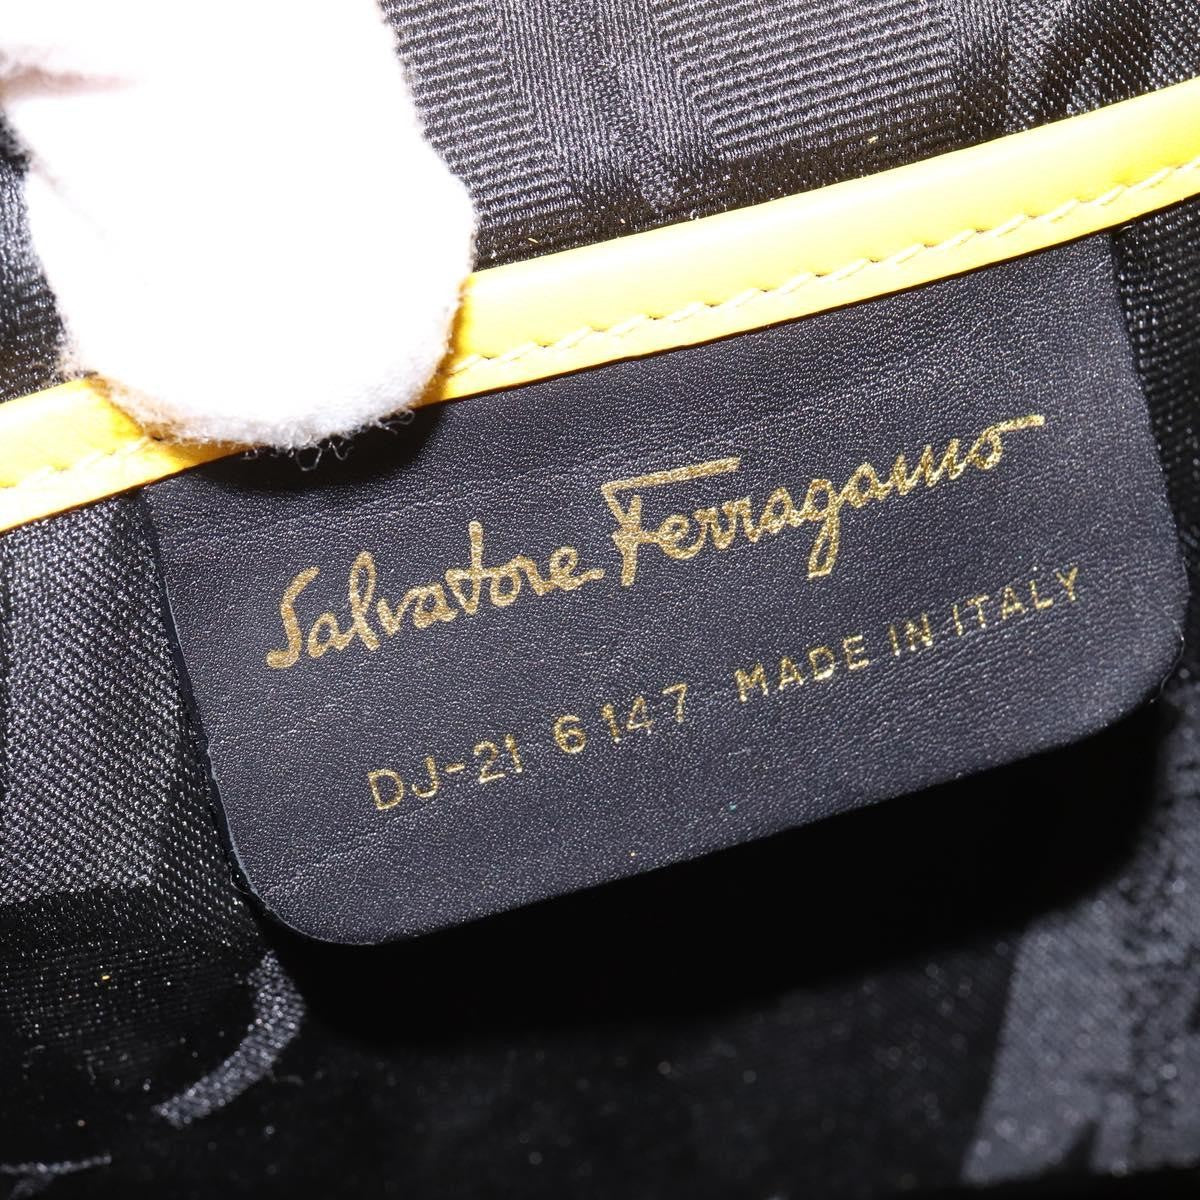 Salvatore Ferragamo
DJ-21 6147 MADE IN ITALY